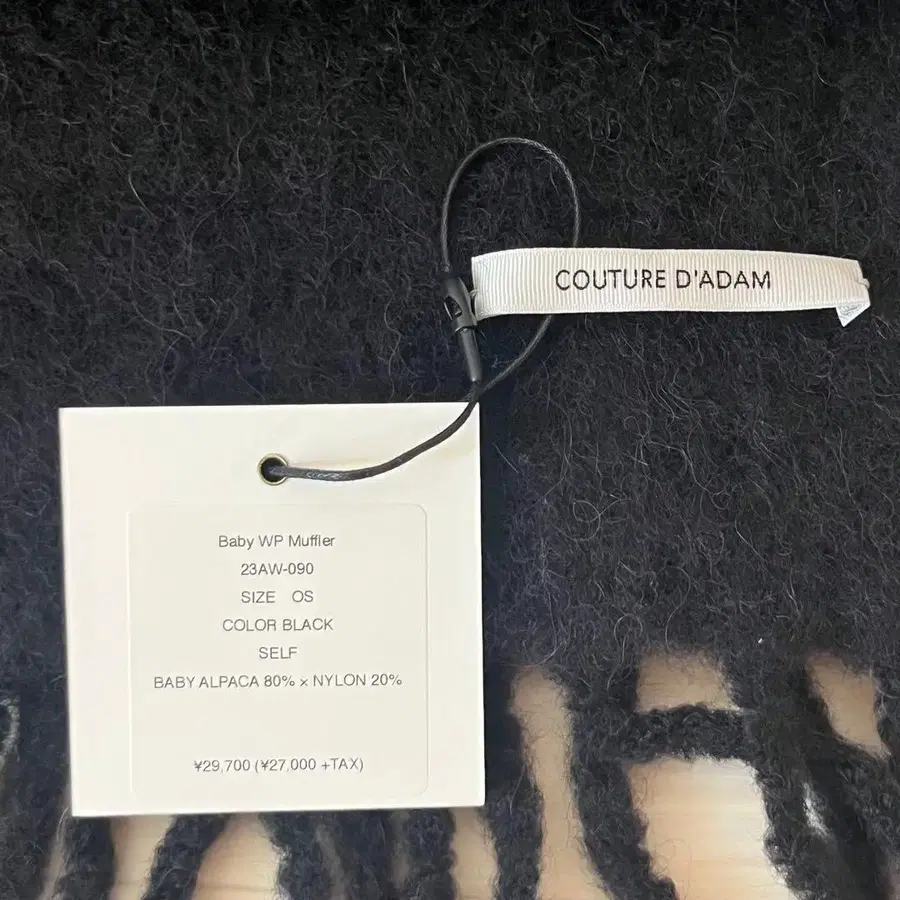 COUTURE D'ADAM
Baby WP Muffler
23AW-090
SIZE OS
COLOR BLACK
SELF
BABY ALPACA 80% × NYLON 20%
¥29,700 (¥27,000 +TAX)